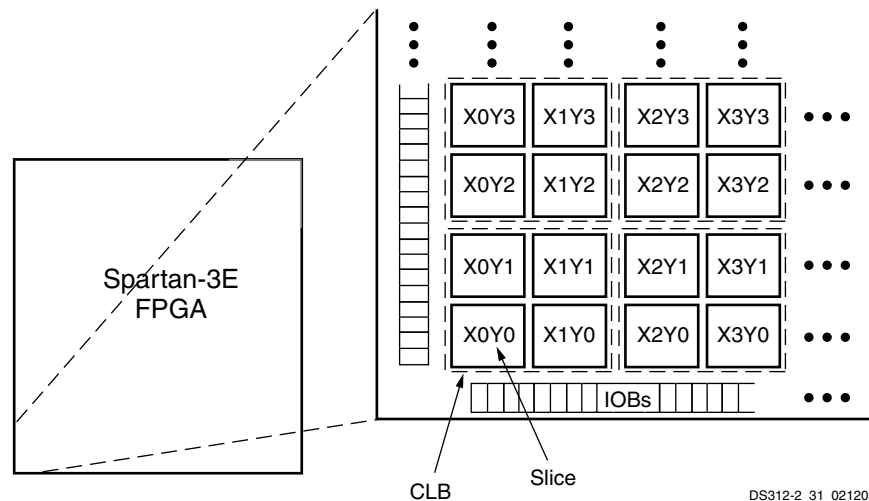 X0Y3 X1Y3 X2Y3 X3Y3
X0Y2 X1Y2 X2Y2 X3Y2
Spartan-3E
FPGA
X0Y1 X1Y1 X2Y1 X3Y1
X0Y0 X1Y0 X2Y0 X3Y0
IOBs
CLB
Slice
DS312-2_31_02120